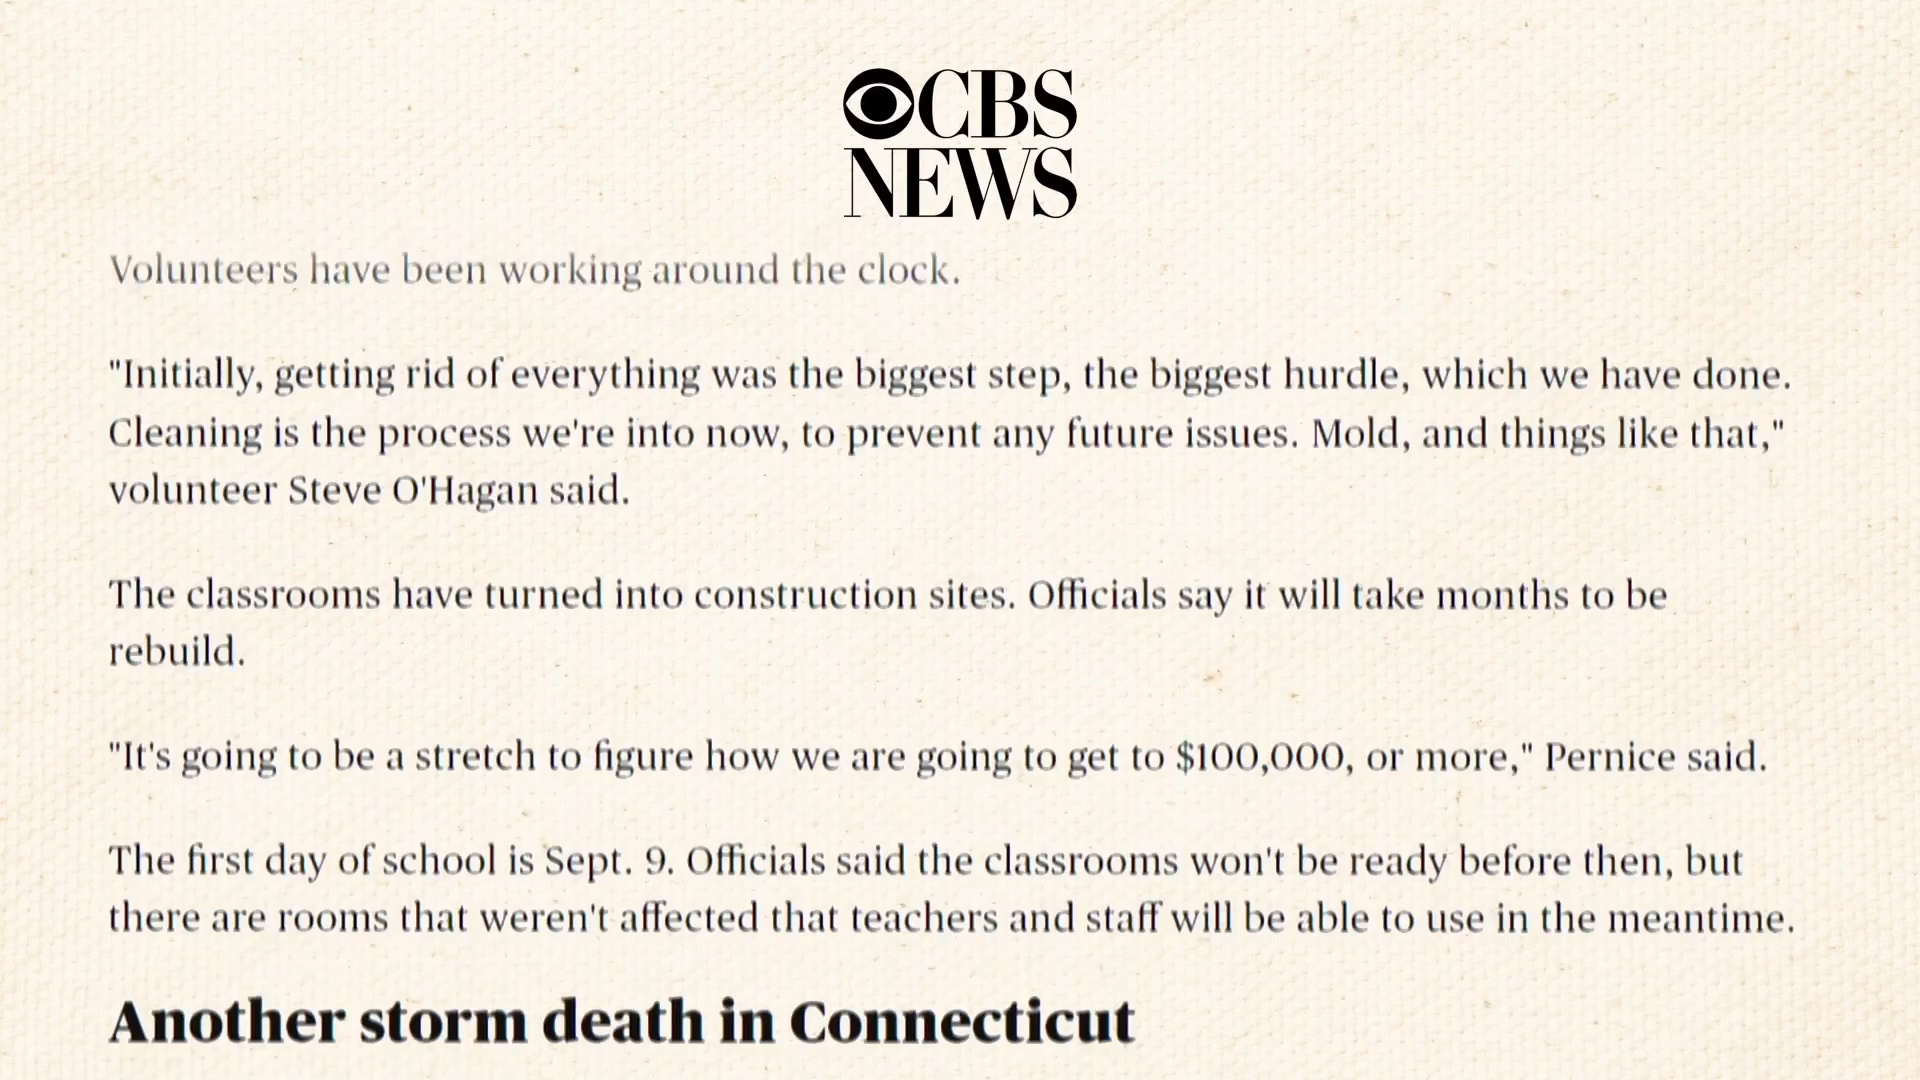 CBS
NEWS
Volunteers have been working around the clock.
"Initially, getting rid of everything was the biggest step, the biggest hurdle, which we have done.
Cleaning is the process we're into now, to prevent any future issues. Mold, and things like that,"
volunteer Steve O'Hagan said.
The classrooms have turned into construction sites. Officials say it will take months to be
rebuild.
"It's going to be a stretch to figure how we are going to get to $100,000, or more," Pernice said.
The first day of school is Sept. 9. Officials said the classrooms won't be ready before then, but
there are rooms that weren't affected that teachers and staff will be able to use in the meantime.
Another storm death in Connecticut